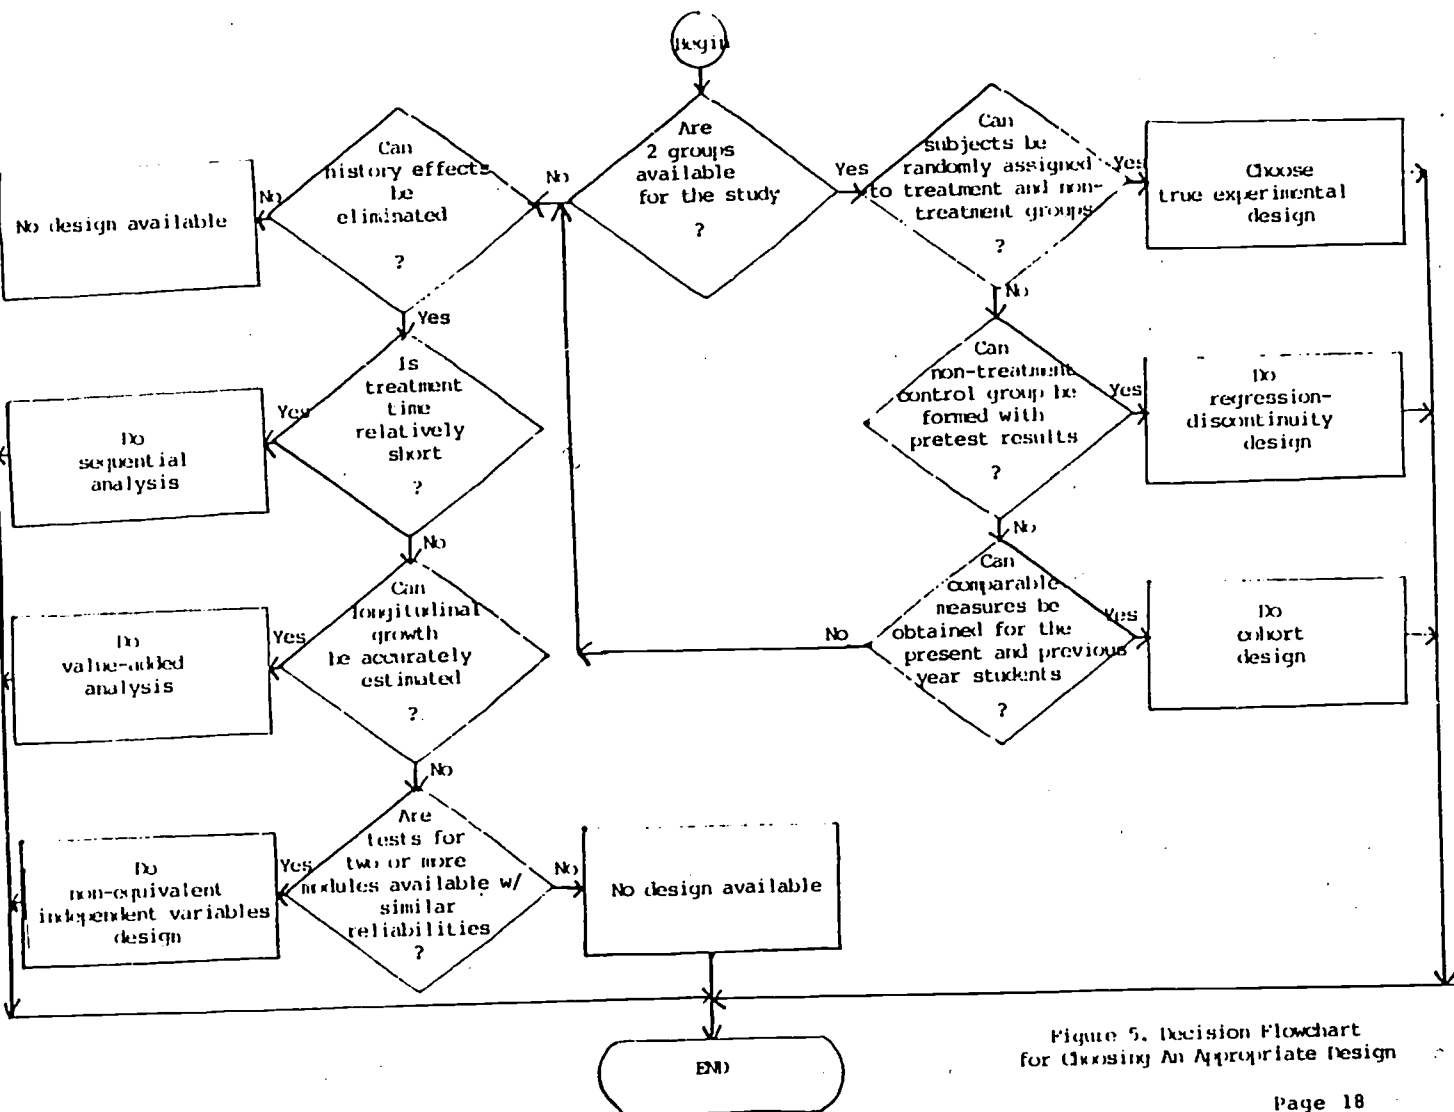 Begin
Are
2 groups
available
for the study
?
Yes
No
Can
subjects be
randomly assigned
to treatment and non-
treatment groups
?
Yes
No
Choose
true experimental
design
Can
non-treatment
control group be
formed with
pretest results
?
Yes
No
Do
regression-
discontinuity
design
Can
comparable
measures be
obtained for the
present and previous
year students
?
Yes
No
Do
cohort
design
Can
history effects
be
eliminated
?
No
Yes
No design available
Is
treatment
time
relatively
short
?
Yes
No
Do
sequential
analysis
Can
longitudinal
growth
be accurately
estimated
?
Yes
No
Do
value-added
analysis
Are
tests for
two or more
modules available w/
similar
reliabilities
?
Yes
No
Do
non-equivalent
independent variables
design
No design available
END
Figure 5. Decision Flowchart
for Choosing An Appropriate Design
Page 18